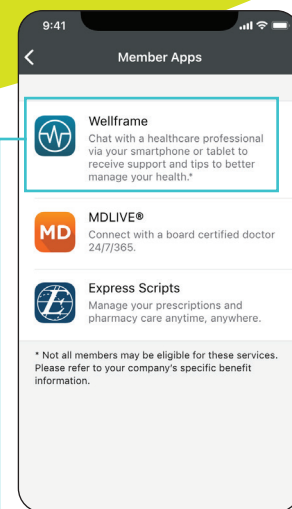 9:41
Member Apps
Wellframe
Chat with a healthcare professional
via your smartphone or tablet to
receive support and tips to better
manage your health.*
MD
MDLIVE®
Connect with a board certified doctor
24/7/365.
Express Scripts
Manage your prescriptions and
pharmacy care anytime, anywhere.
* Not all members may be eligible for these services.
Please refer to your company's specific benefit
information.